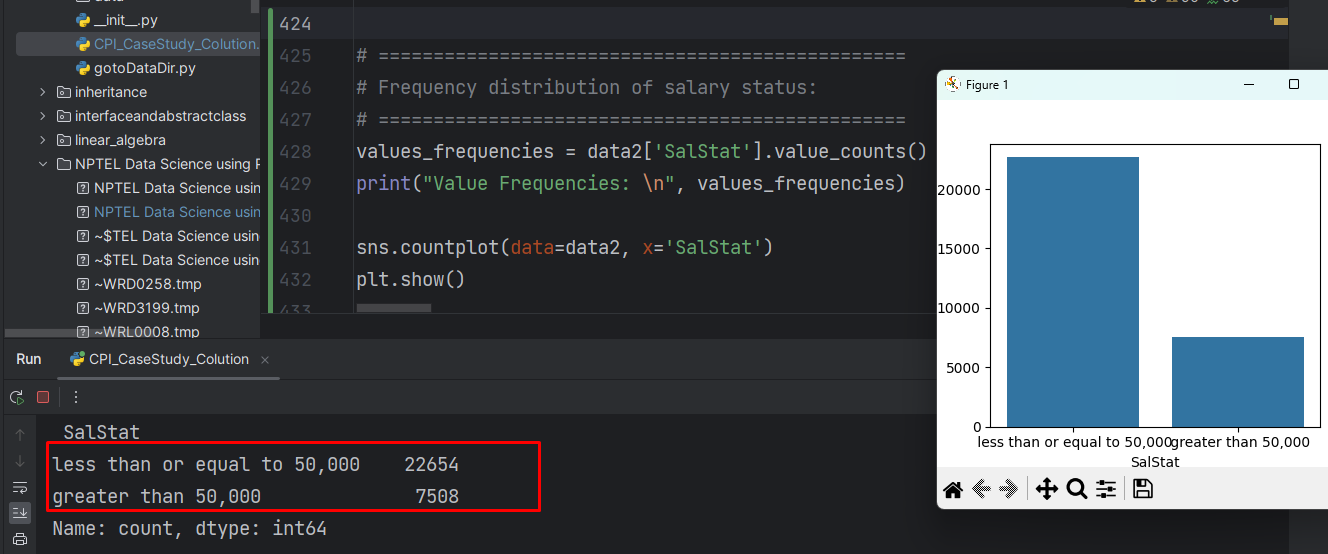 data
__init__.py
CPI_CaseStudy_Colution.
gotoDataDir.py
inheritance
interfaceandabstractclass
linear_algebra
NPTEL Data Science using P
NPTEL Data Science usin
NPTEL Data Science usin
~$TEL Data Science usin
~$TEL Data Science usin
~WRD0258.tmp
~WRD3199.tmp
~WRL0008.tmp
424
425 # ================================================
426 # Frequency distribution of salary status:
427 # ================================================
428 values_frequencies = data2['SalStat'].value_counts()
429 print("Value Frequencies: \n", values_frequencies)
430
431 sns.countplot(data=data2, x='SalStat')
432 plt.show()
433
Run CPI_CaseStudy_Colution
SalStat
less than or equal to 50,000 22654
greater than 50,000 7508
Name: count, dtype: int64
Figure 1
20000
15000
10000
5000
0
less than or equal to 50,000 greater than 50,000
SalStat